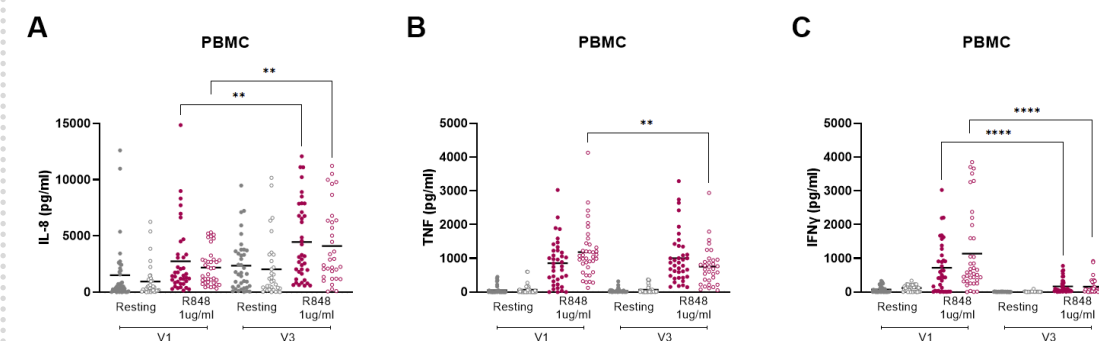 A
PBMC
**
**
IL-8 (pg/ml)
15000
10000
5000
0
Resting
R848
1ug/ml
Resting
R848
1ug/ml
V1
V3
B
PBMC
**
TNF (pg/ml)
5000
4000
3000
2000
1000
0
Resting
R848
1ug/ml
Resting
R848
1ug/ml
V1
V3
C
PBMC
****
****
IFNγ (pg/ml)
5000
4000
3000
2000
1000
0
Resting
R848
1ug/ml
Resting
R848
1ug/ml
V1
V3